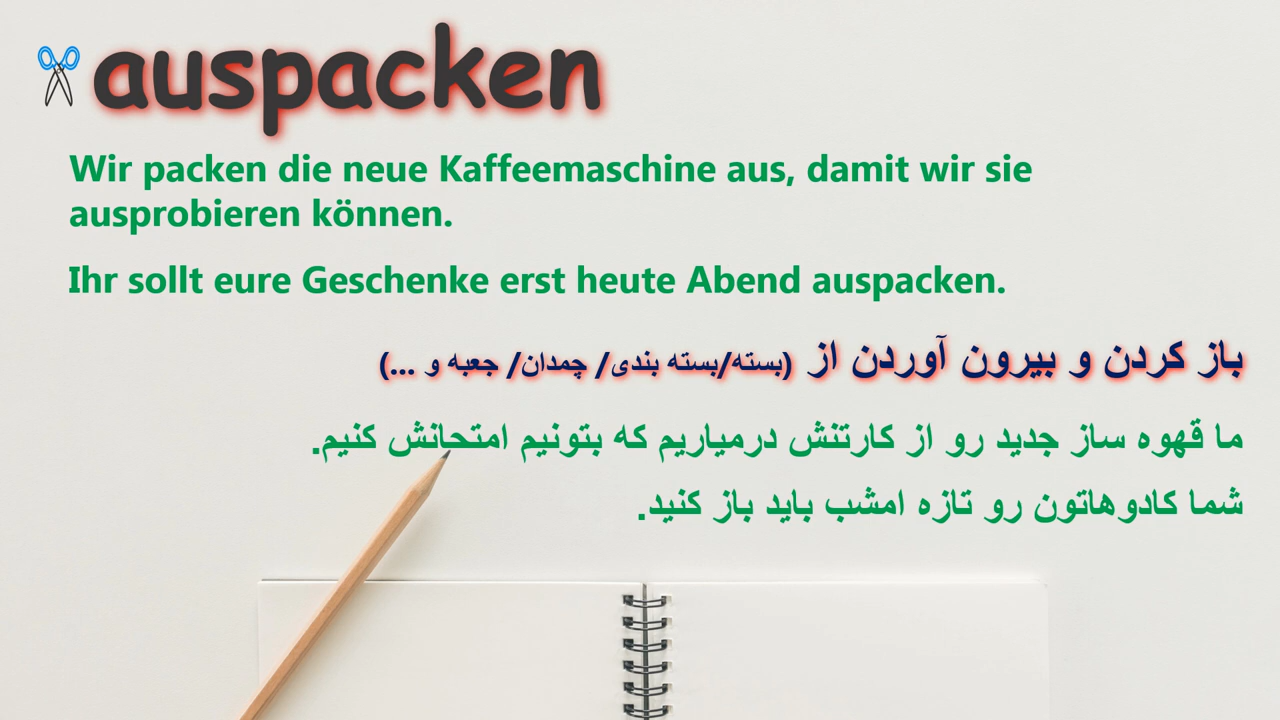 auspacken
Wir packen die neue Kaffeemaschine aus, damit wir sie
ausprobieren können.
Ihr sollt eure Geschenke erst heute Abend auspacken.
باز کردن و بیرون آوردن از (بسته/بسته بندی/ چمدان/ جعبه و ...)
ما قهوه ساز جدید رو از کارتنش درمیاریم که بتونیم امتحانش کنیم.
شما کادوهاتون رو تازه امشب باید باز کنید.